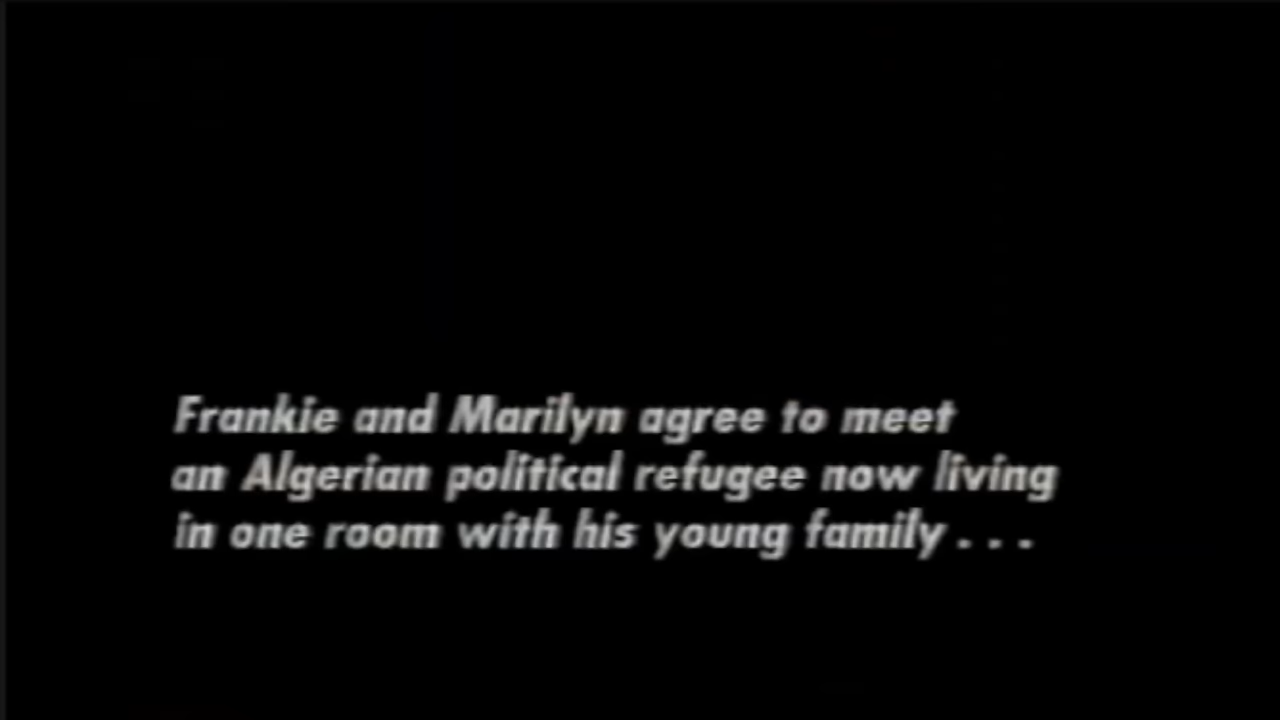 Frankie and Marilyn agree to meet
an Algerian political refugee now living
in one room with his young family . . .